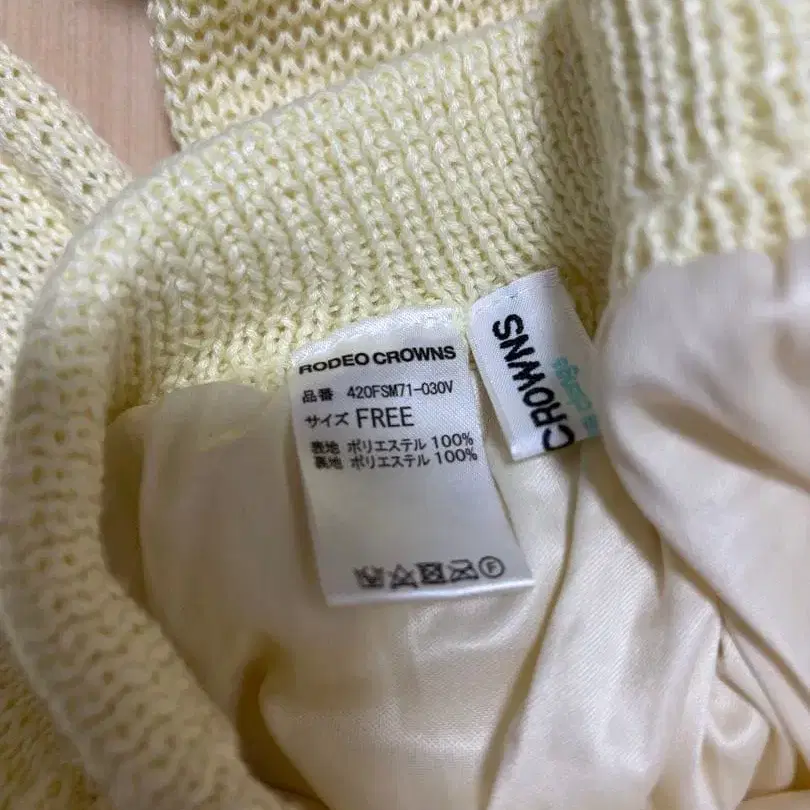 RODEO CROWNS
品番 420FSM71-030V
サイズ FREE
表地 ポリエステル 100%
裏地 ポリエステル 100%
F
CROWNS